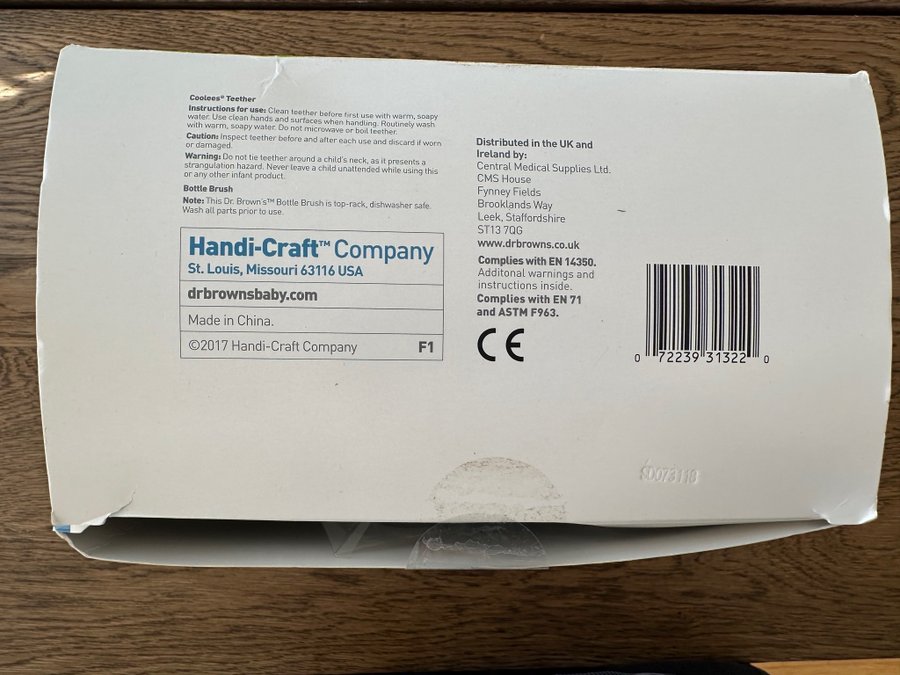 Coolees® Teether
Instructions for use: Clean teether before first use with warm, soapy
water. Use clean hands and surfaces when handling. Routinely wash
with warm, soapy water. Do not microwave or boil teether.
Caution: Inspect teether before and after each use and discard if worn
or damaged.
Warning: Do not tie teether around a child's neck, as it presents a
strangulation hazard. Never leave a child unattended while using this
or any other infant product.
Bottle Brush
Note: This Dr. Brown's™ Bottle Brush is top-rack, dishwasher safe.
Wash all parts prior to use.
Handi-Craft™ Company
St. Louis, Missouri 63116 USA
drbrownsbaby.com
Made in China.
©2017 Handi-Craft Company F1
Distributed in the UK and
Ireland by:
Central Medical Supplies Ltd.
CMS House
Fynney Fields
Brooklands Way
Leek, Staffordshire
ST13 7QG
www.drbrowns.co.uk
Complies with EN 14350.
Additonal warnings and
instructions inside.
Complies with EN 71
and ASTM F963.
CE
0 72239 31322 0